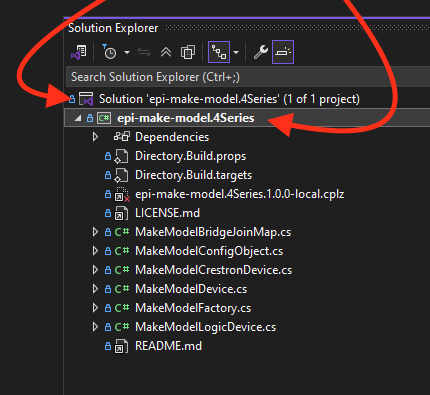 Solution Explorer
Search Solution Explorer (Ctrl+;)
Solution 'epi-make-model.4Series' (1 of 1 project)
C# epi-make-model.4Series
Dependencies
Directory.Build.props
Directory.Build.targets
epi-make-model.4Series.1.0.0-local.cplz
LICENSE.md
C# MakeModelBridgeJoinMap.cs
C# MakeModelConfigObject.cs
C# MakeModelCrestronDevice.cs
C# MakeModelDevice.cs
C# MakeModelFactory.cs
C# MakeModelLogicDevice.cs
README.md